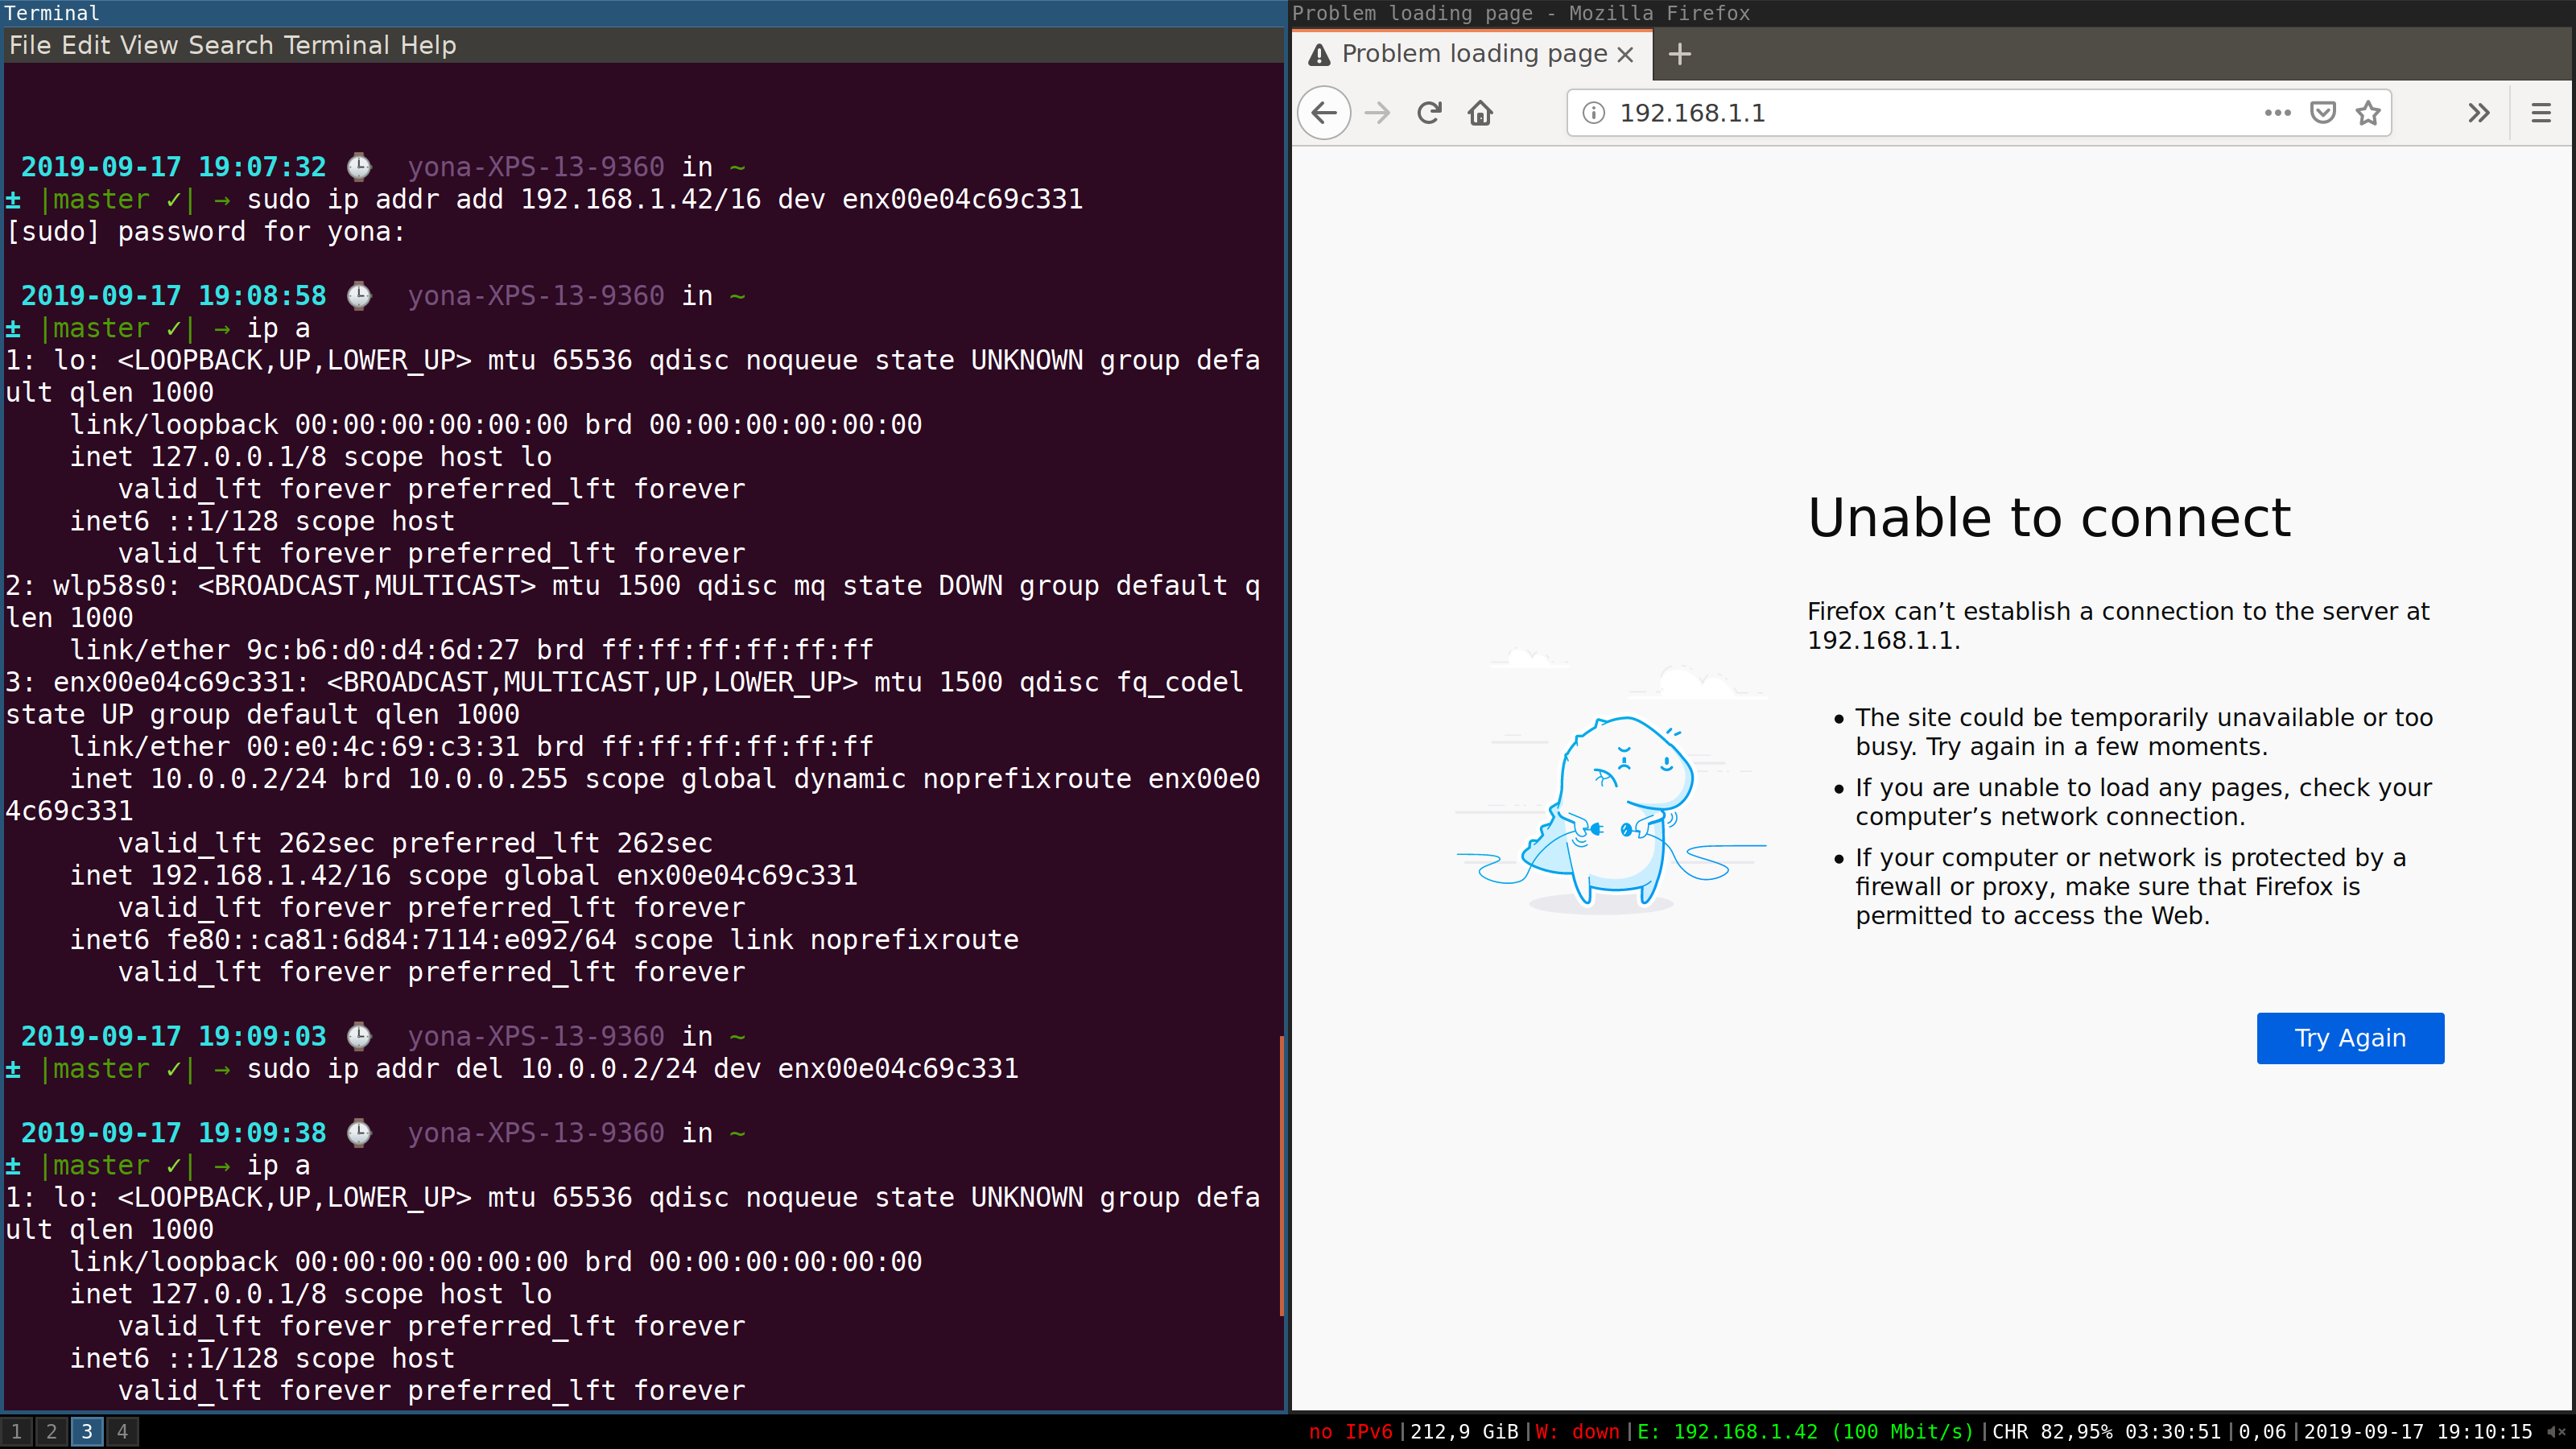 Terminal
File Edit View Search Terminal Help
2019-09-17 19:07:32 ⌚ yona-XPS-13-9360 in ~
± |master ✓| → sudo ip addr add 192.168.1.42/16 dev enx00e04c69c331
[sudo] password for yona:
2019-09-17 19:08:58 ⌚ yona-XPS-13-9360 in ~
± |master ✓| → ip a
1: lo: <LOOPBACK,UP,LOWER_UP> mtu 65536 qdisc noqueue state UNKNOWN group defa
ult qlen 1000
link/loopback 00:00:00:00:00:00 brd 00:00:00:00:00:00
inet 127.0.0.1/8 scope host lo
valid_lft forever preferred_lft forever
inet6 ::1/128 scope host
valid_lft forever preferred_lft forever
2: wlp58s0: <BROADCAST,MULTICAST> mtu 1500 qdisc mq state DOWN group default q
len 1000
link/ether 9c:b6:d0:d4:6d:27 brd ff:ff:ff:ff:ff:ff
3: enx00e04c69c331: <BROADCAST,MULTICAST,UP,LOWER_UP> mtu 1500 qdisc fq_codel
state UP group default qlen 1000
link/ether 00:e0:4c:69:c3:31 brd ff:ff:ff:ff:ff:ff
inet 10.0.0.2/24 brd 10.0.0.255 scope global dynamic noprefixroute enx00e0
4c69c331
valid_lft 262sec preferred_lft 262sec
inet 192.168.1.42/16 scope global enx00e04c69c331
valid_lft forever preferred_lft forever
inet6 fe80::ca81:6d84:7114:e092/64 scope link noprefixroute
valid_lft forever preferred_lft forever
2019-09-17 19:09:03 ⌚ yona-XPS-13-9360 in ~
± |master ✓| → sudo ip addr del 10.0.0.2/24 dev enx00e04c69c331
2019-09-17 19:09:38 ⌚ yona-XPS-13-9360 in ~
± |master ✓| → ip a
1: lo: <LOOPBACK,UP,LOWER_UP> mtu 65536 qdisc noqueue state UNKNOWN group defa
ult qlen 1000
link/loopback 00:00:00:00:00:00 brd 00:00:00:00:00:00
inet 127.0.0.1/8 scope host lo
valid_lft forever preferred_lft forever
inet6 ::1/128 scope host
valid_lft forever preferred_lft forever
Problem loading page - Mozilla Firefox
Problem loading page
192.168.1.1
Unable to connect
Firefox can’t establish a connection to the server at
192.168.1.1.
• The site could be temporarily unavailable or too
busy. Try again in a few moments.
• If you are unable to load any pages, check your
computer’s network connection.
• If your computer or network is protected by a
firewall or proxy, make sure that Firefox is
permitted to access the Web.
Try Again
1 2 3 4
no IPv6|212,9 GiB|W: down|E: 192.168.1.42 (100 Mbit/s)|CHR 82,95% 03:30:51|0,06|2019-09-17 19:10:15